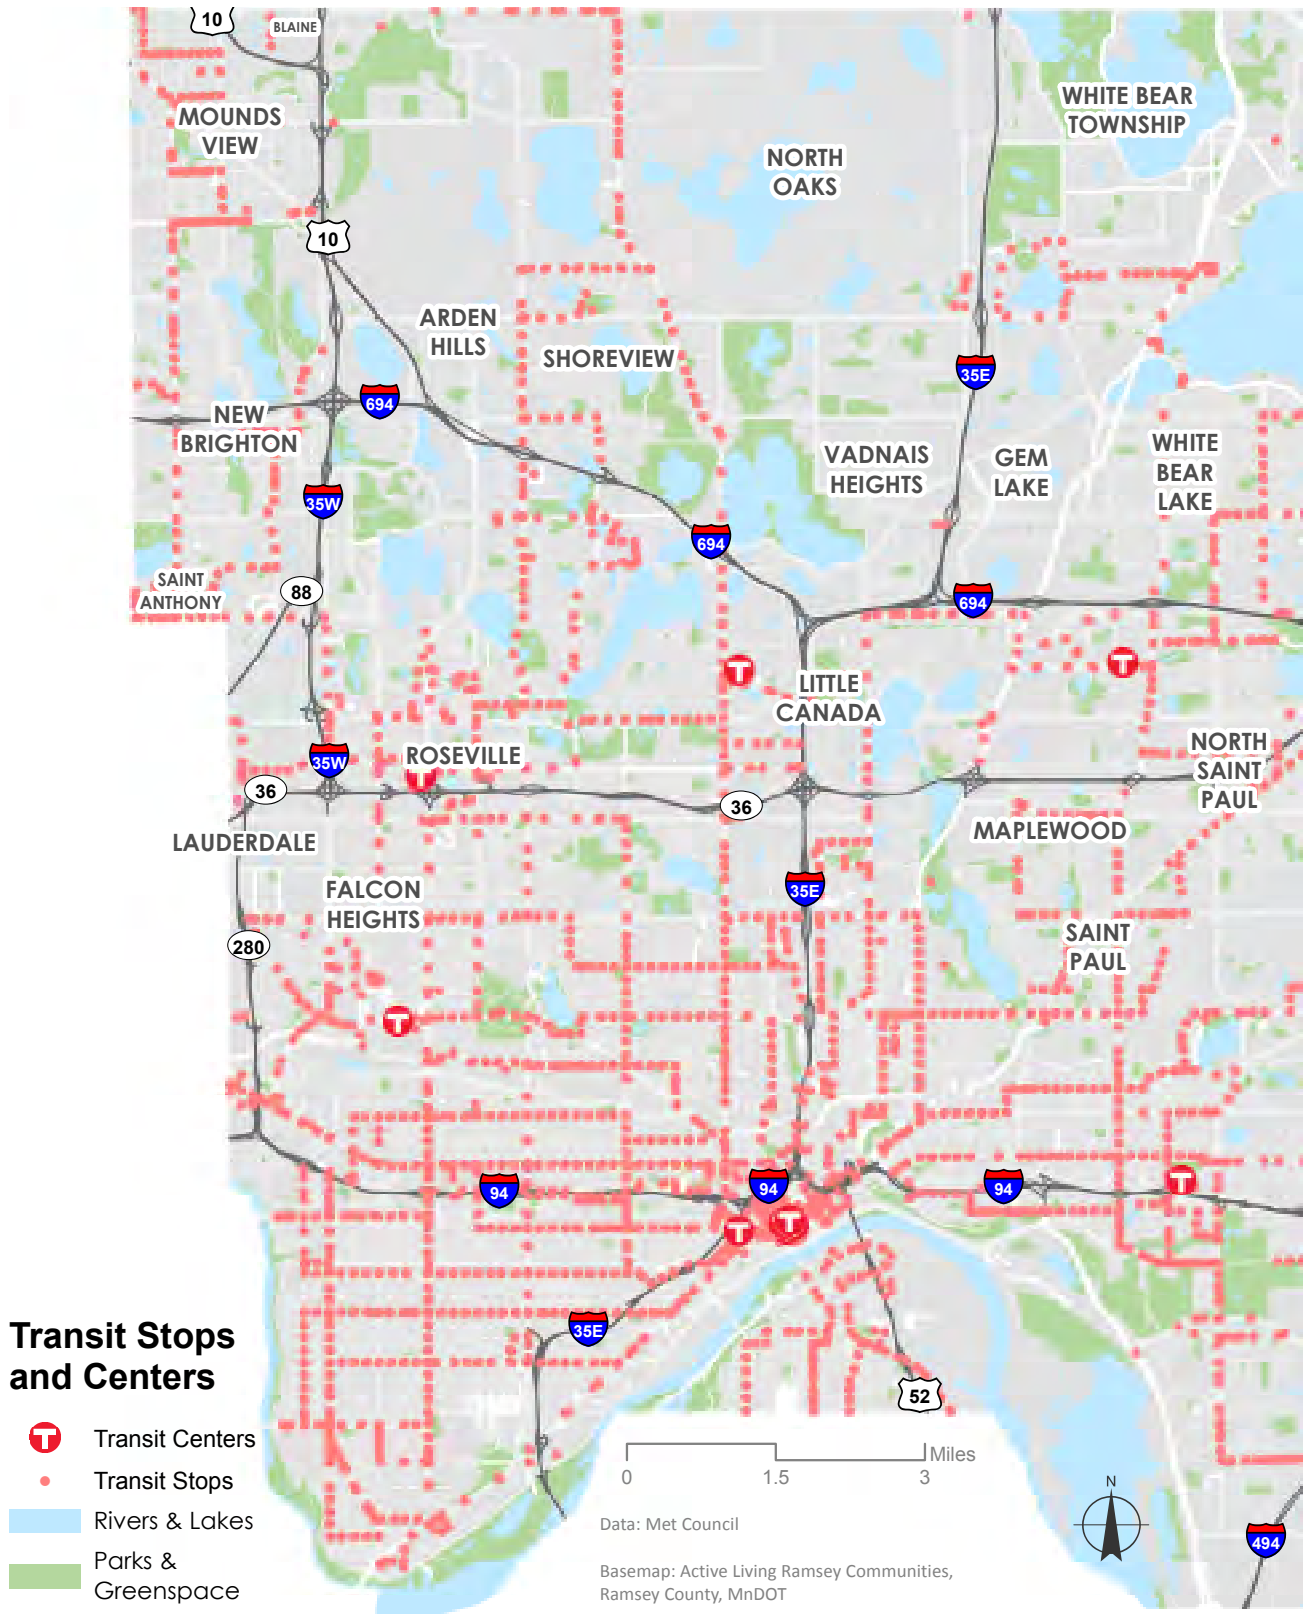 10
BLAINE
MOUNDS
VIEW
WHITE BEAR
TOWNSHIP
NORTH
OAKS
10
ARDEN
HILLS
SHOREVIEW
35E
694
NEW
BRIGHTON
VADNAIS
HEIGHTS
GEM
LAKE
WHITE
BEAR
LAKE
35W
694
SAINT
ANTHONY
88
694
T
T
LITTLE
CANADA
35W
ROSEVILLE
T
NORTH
SAINT
PAUL
36
36
LAUDERDALE
MAPLEWOOD
FALCON
HEIGHTS
35E
280
SAINT
PAUL
T
94
94
94
T
T
T
35E
52
Transit Stops
and Centers
T Transit Centers
Transit Stops
Rivers & Lakes
Parks &
Greenspace
Miles
0 1.5 3
Data: Met Council
Basemap: Active Living Ramsey Communities,
Ramsey County, MnDOT
N
494